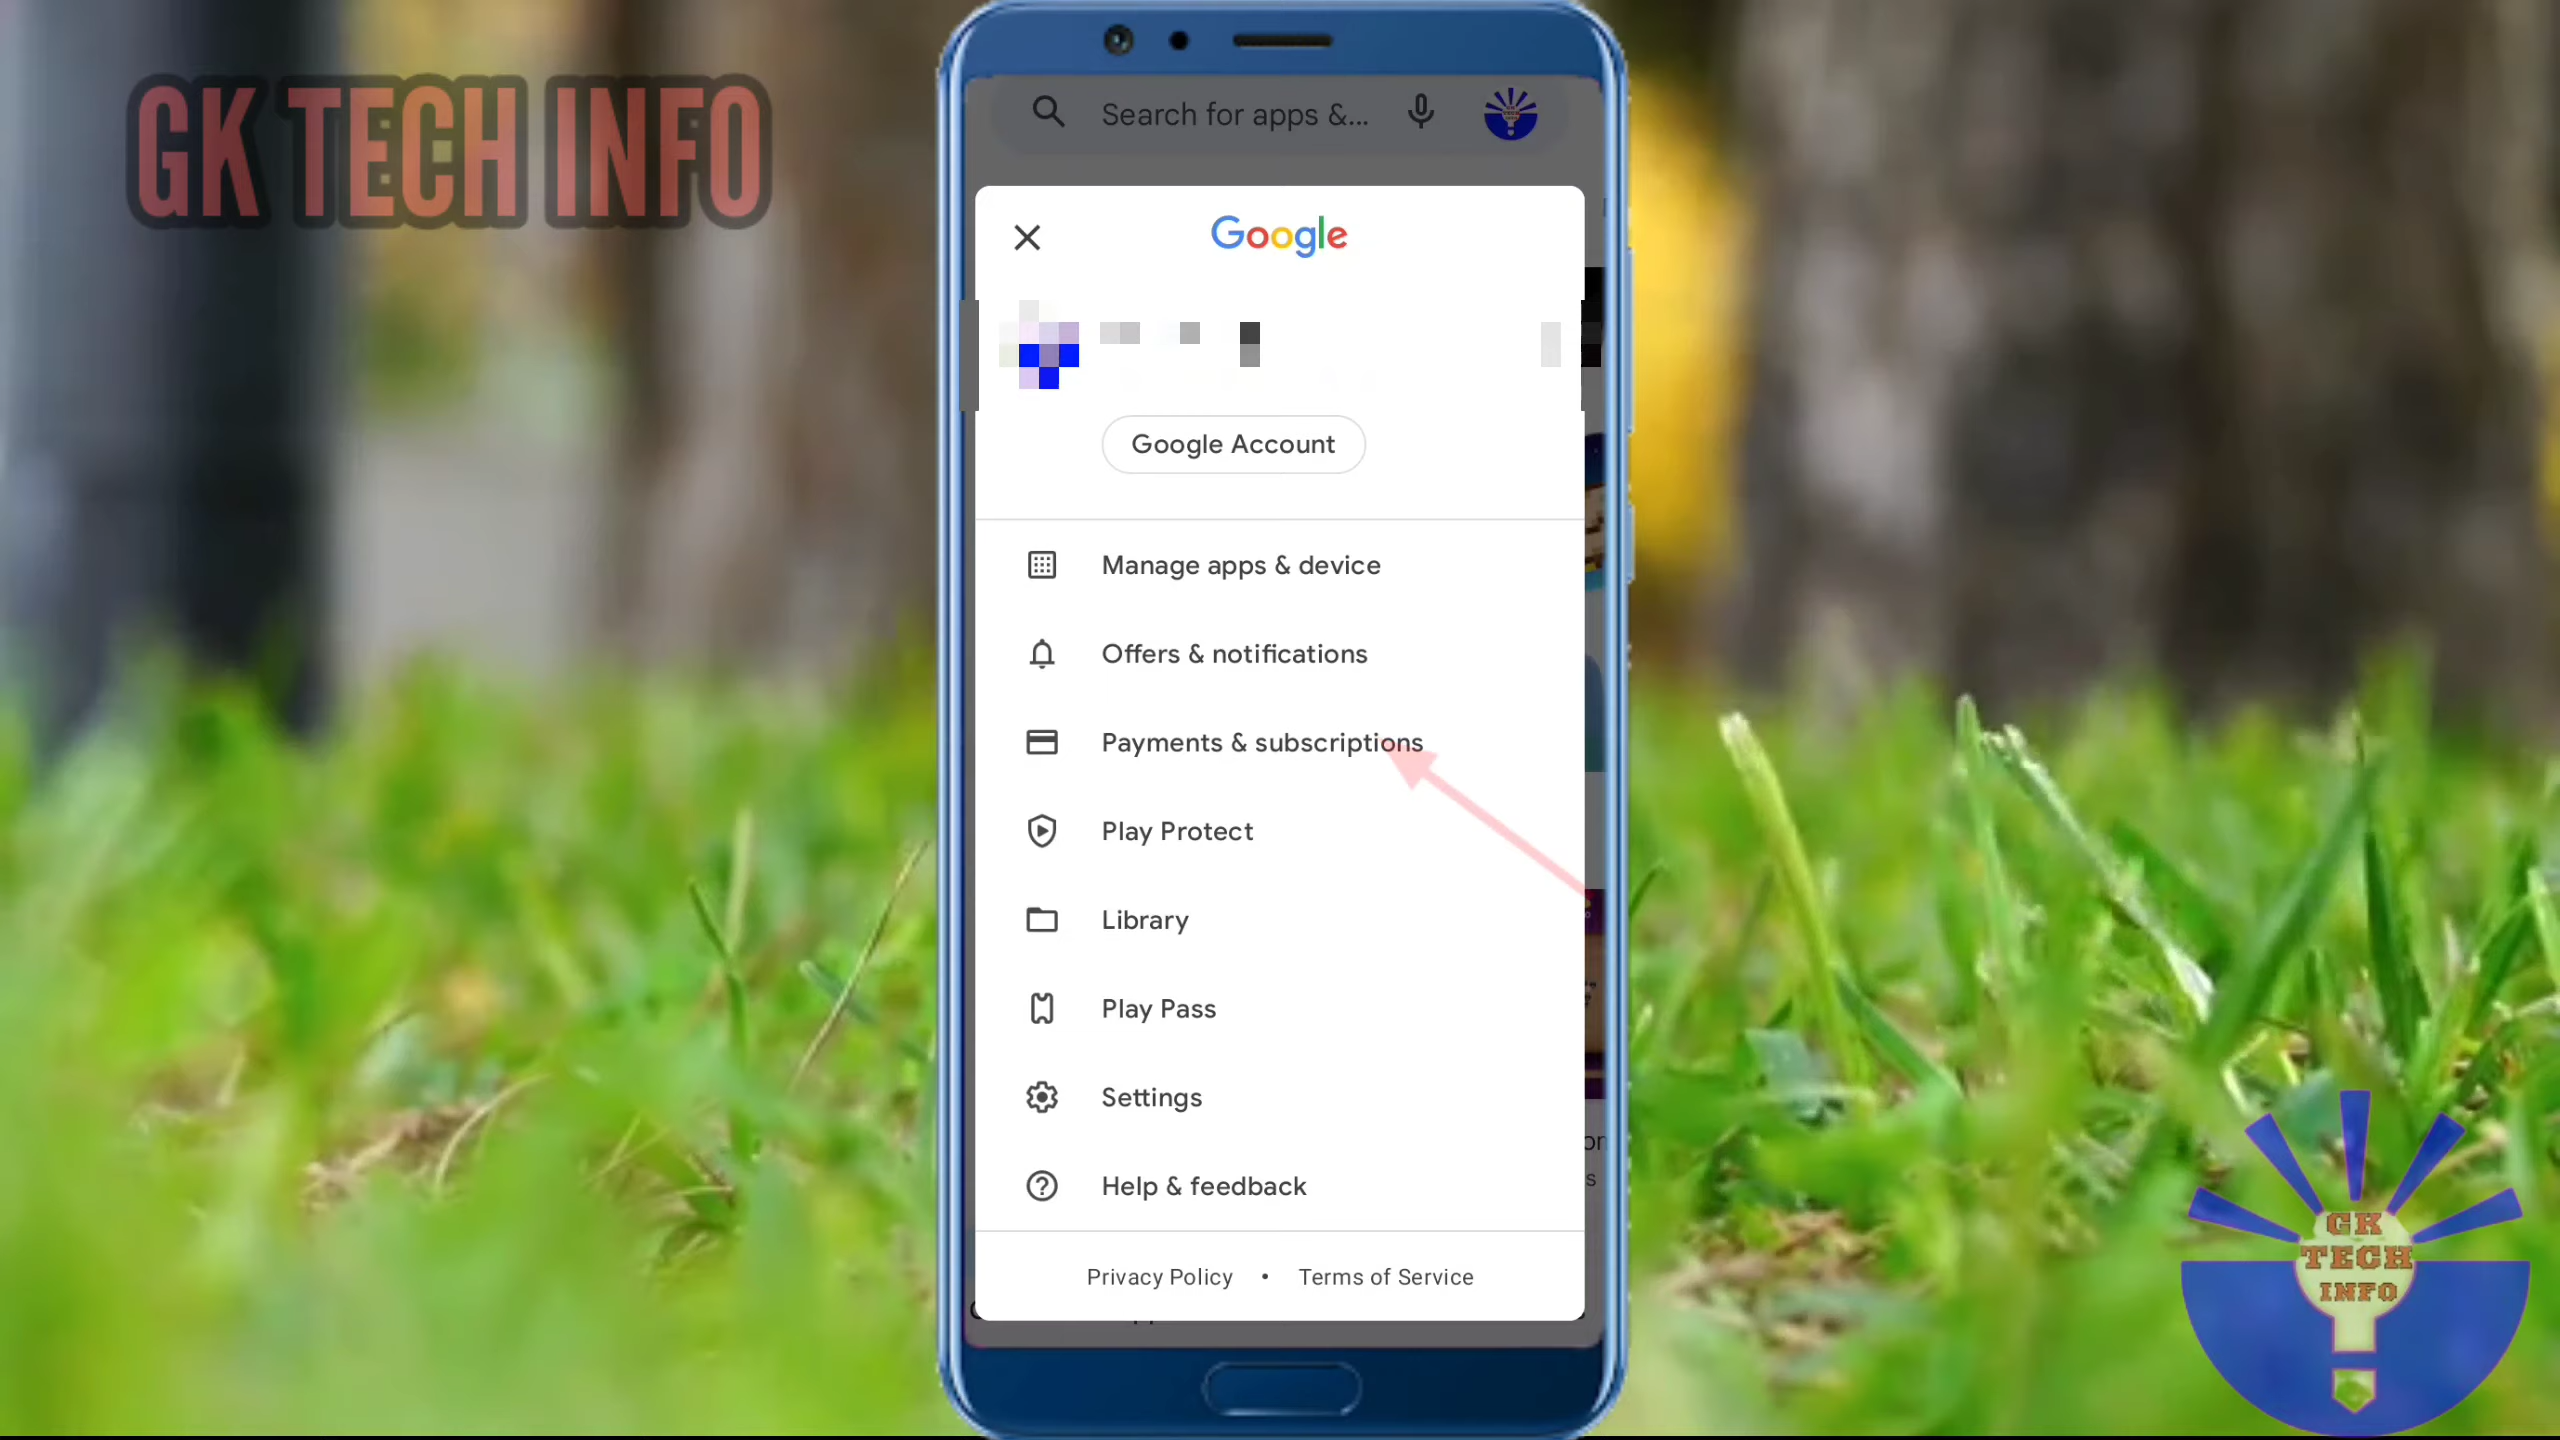 GK TECH INFO
Search for apps &...
Google
Google Account
Manage apps & device
Offers & notifications
Payments & subscriptions
Play Protect
Library
Play Pass
Settings
Help & feedback
Privacy Policy • Terms of Service
GK
TECH
INFO